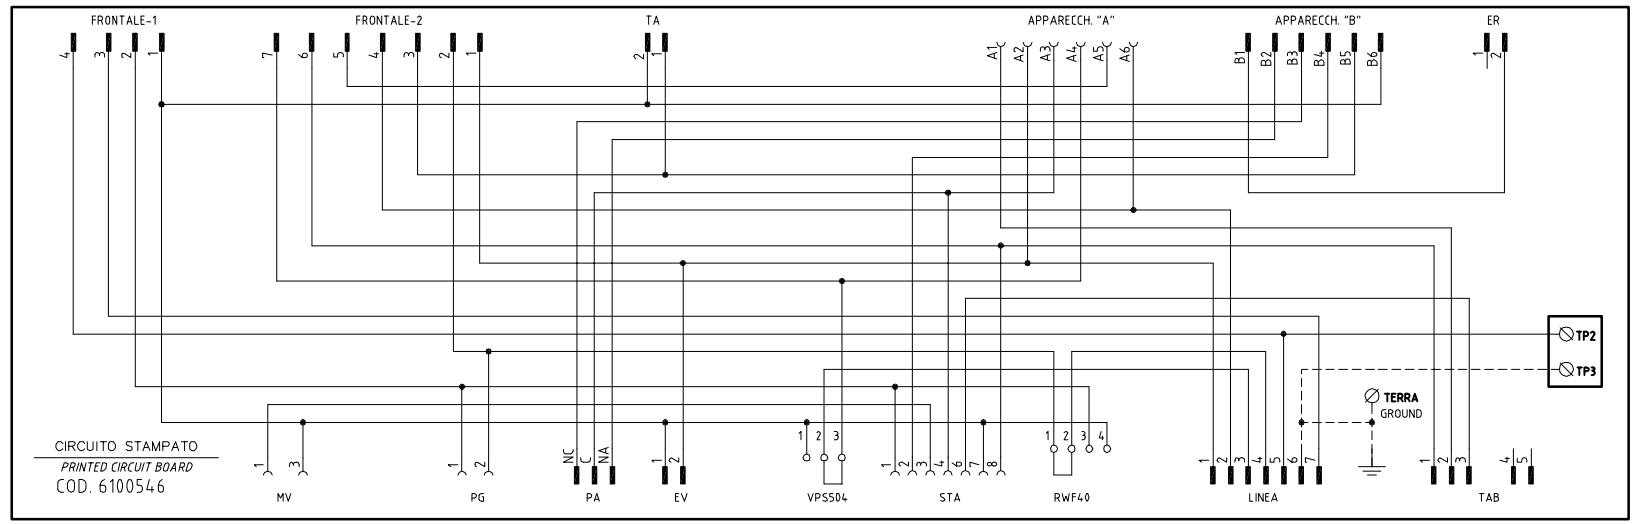 FRONTALE-1 FRONTALE-2 TA APPARECCH. "A" APPARECCH. "B" ER
4 3 2 1 7 6 5 4 3 2 1 2 1 A1 A2 A3 A4 A5 A6 B1 B2 B3 B4 B5 B6 1 2
TP2
TP3
TERRA
GROUND
1 2 3 1 2 3 4
CIRCUITO STAMPATO
PRINTED CIRCUIT BOARD
COD. 6100546
1 3 1 2 NC C NA 1 2 1 2 3 4 6 7 8 1 2 3 4 5 6 7 1 2 3 4 5
MV PG PA EV VPS504 STA RWF40 LINEA TAB